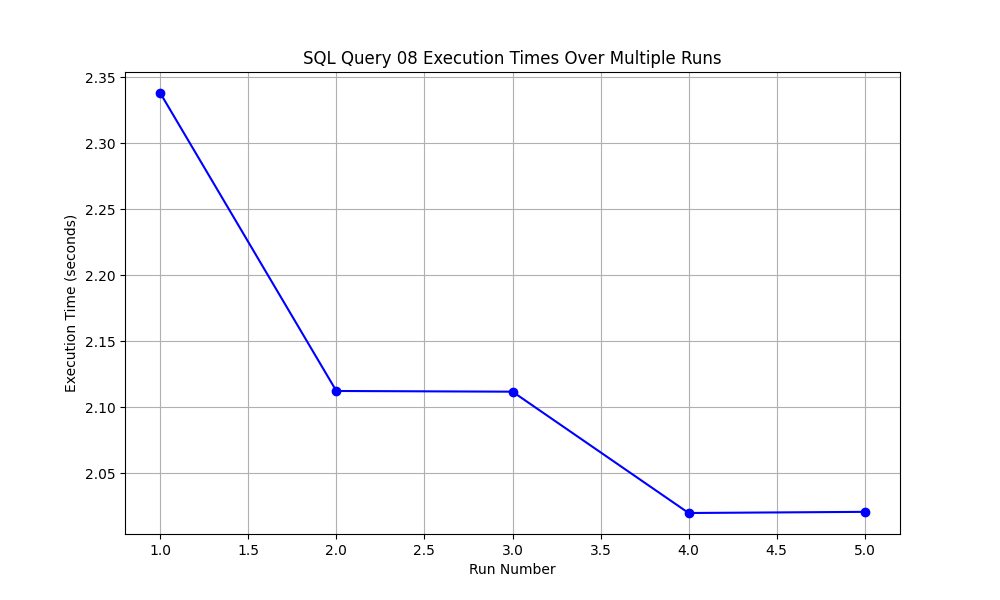 SQL Query 08 Execution Times Over Multiple Runs
2.35
2.30
2.25
2.20
2.15
2.10
2.05
Execution Time (seconds)
1.0 1.5 2.0 2.5 3.0 3.5 4.0 4.5 5.0
Run Number